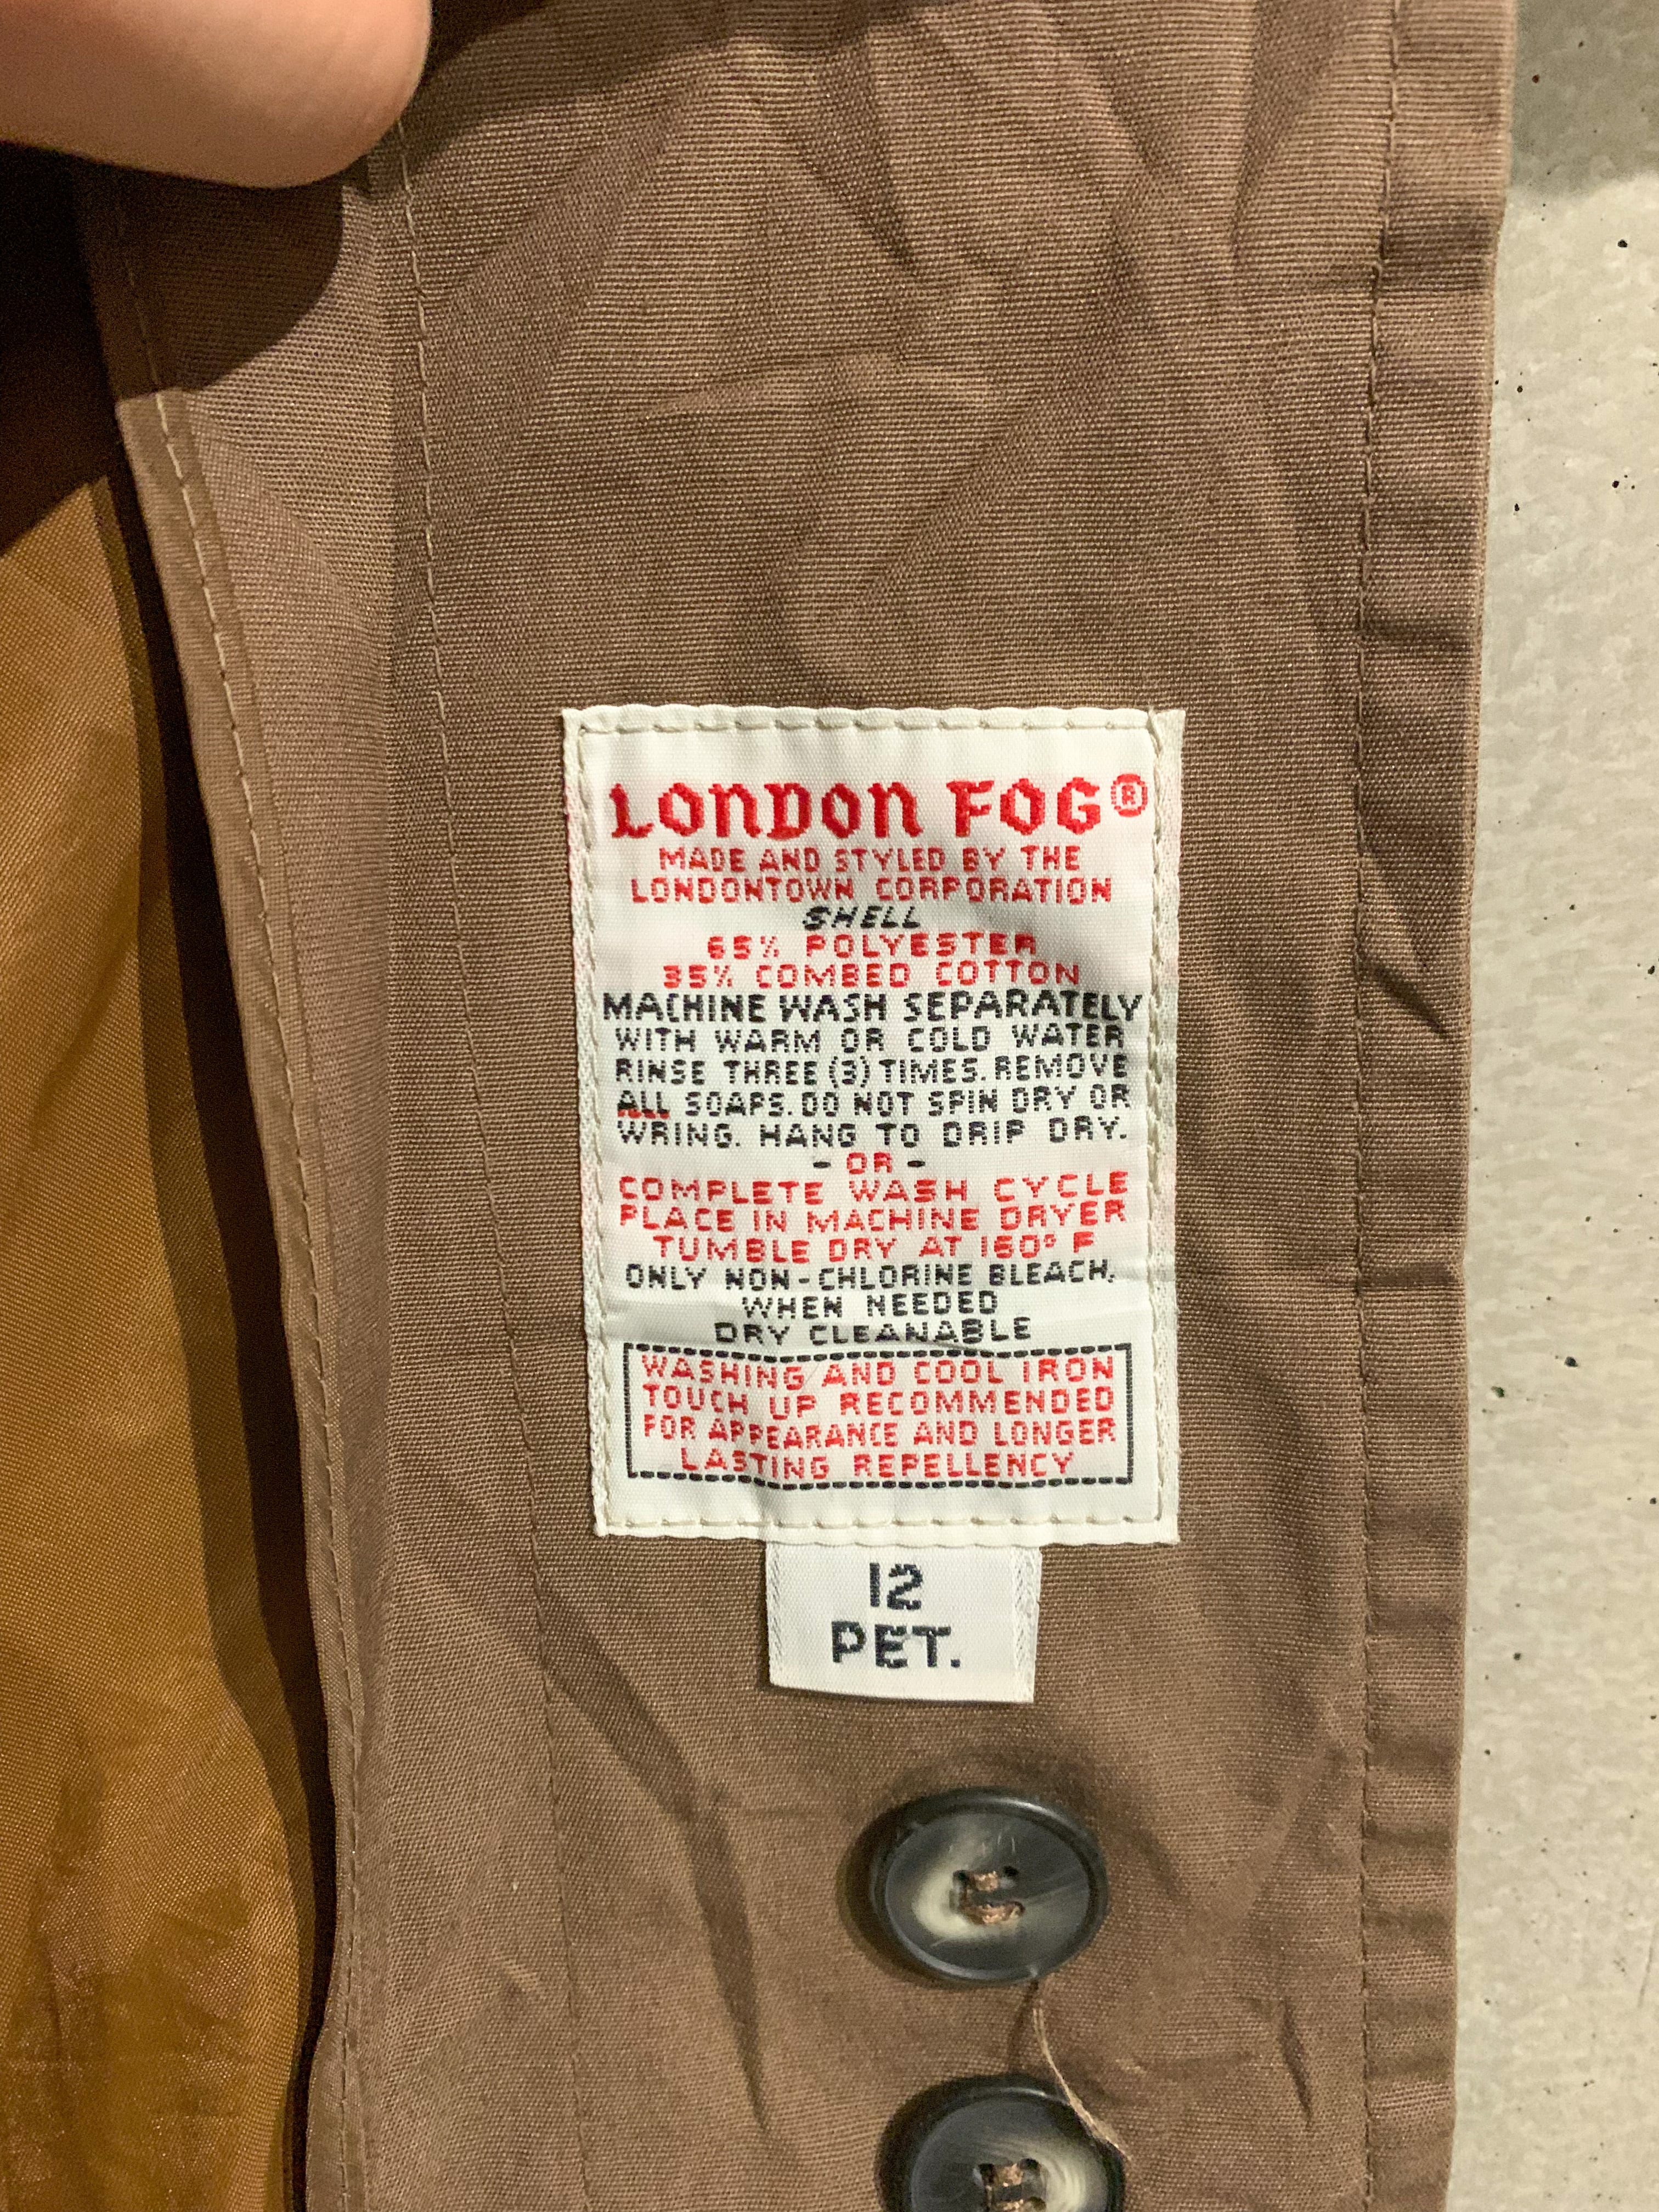 LONDON FOG®
MADE AND STYLED BY THE
LONDONTOWN CORPORATION
SHELL
65% POLYESTER
35% COMBED COTTON
MACHINE WASH SEPARATELY
WITH WARM OR COLD WATER
RINSE THREE (3) TIMES. REMOVE
ALL SOAPS. DO NOT SPIN DRY OR
WRING. HANG TO DRIP DRY.
- OR -
COMPLETE WASH CYCLE
PLACE IN MACHINE DRYER
TUMBLE DRY AT 160° F
ONLY NON-CHLORINE BLEACH,
WHEN NEEDED
DRY CLEANABLE
WASHING AND COOL IRON
TOUCH UP RECOMMENDED
FOR APPEARANCE AND LONGER
LASTING REPELLENCY
12
PET.